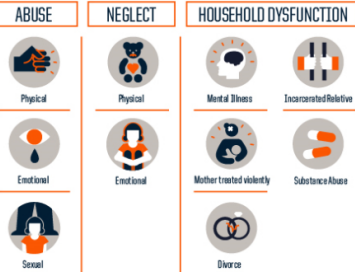 ABUSE
NEGLECT
HOUSEHOLD DYSFUNCTION
Physical
Physical
Mental Illness
Incarcerated Relative
Emotional
Emotional
Mother treated violently
Substance Abuse
Sexual
Divorce